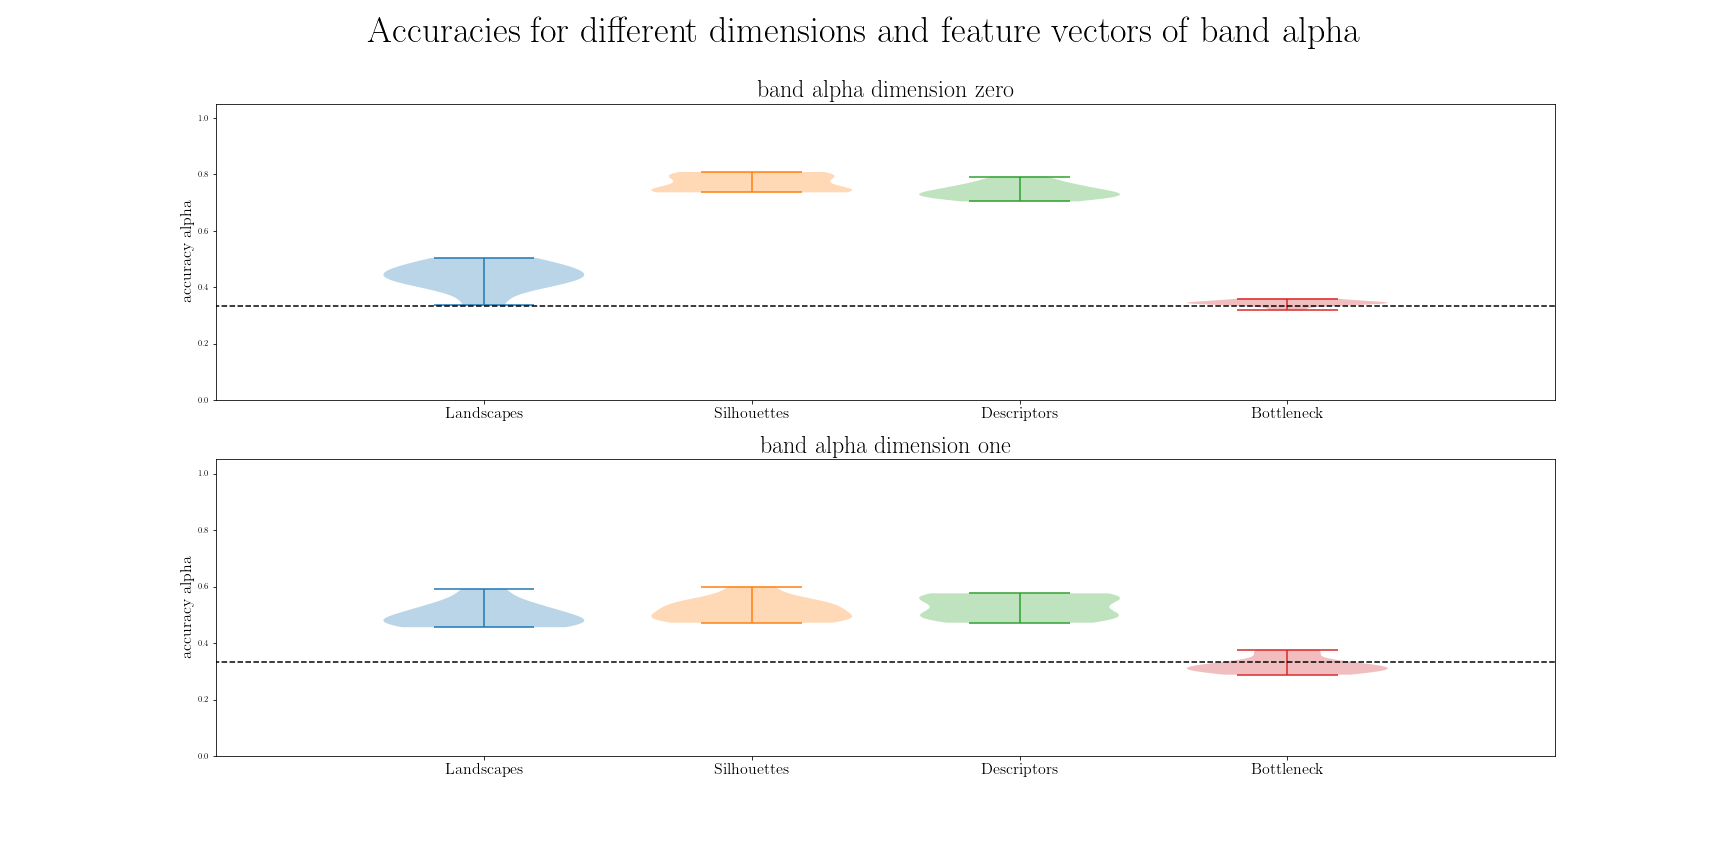 Accuracies for different dimensions and feature vectors of band alpha
band alpha dimension zero
accuracy alpha
1.0
0.8
0.6
0.4
0.2
0.0
Landscapes Silhouettes Descriptors Bottleneck
band alpha dimension one
accuracy alpha
1.0
0.8
0.6
0.4
0.2
0.0
Landscapes Silhouettes Descriptors Bottleneck